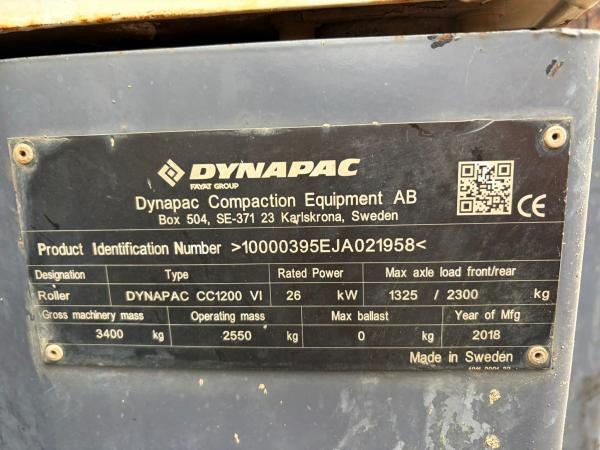 DYNAPAC
FAYAT GROUP
Dynapac Compaction Equipment AB
Box 504, SE-371 23 Karlskrona, Sweden
CE
Product Identification Number >10000395EJA021958<
Designation Type Rated Power Max axle load front/rear
Roller DYNAPAC CC1200 VI 26 kW 1325 / 2300 kg
Gross machinery mass Operating mass Max ballast Year of Mfg
3400 kg 2550 kg 0 kg 2018
Made in Sweden